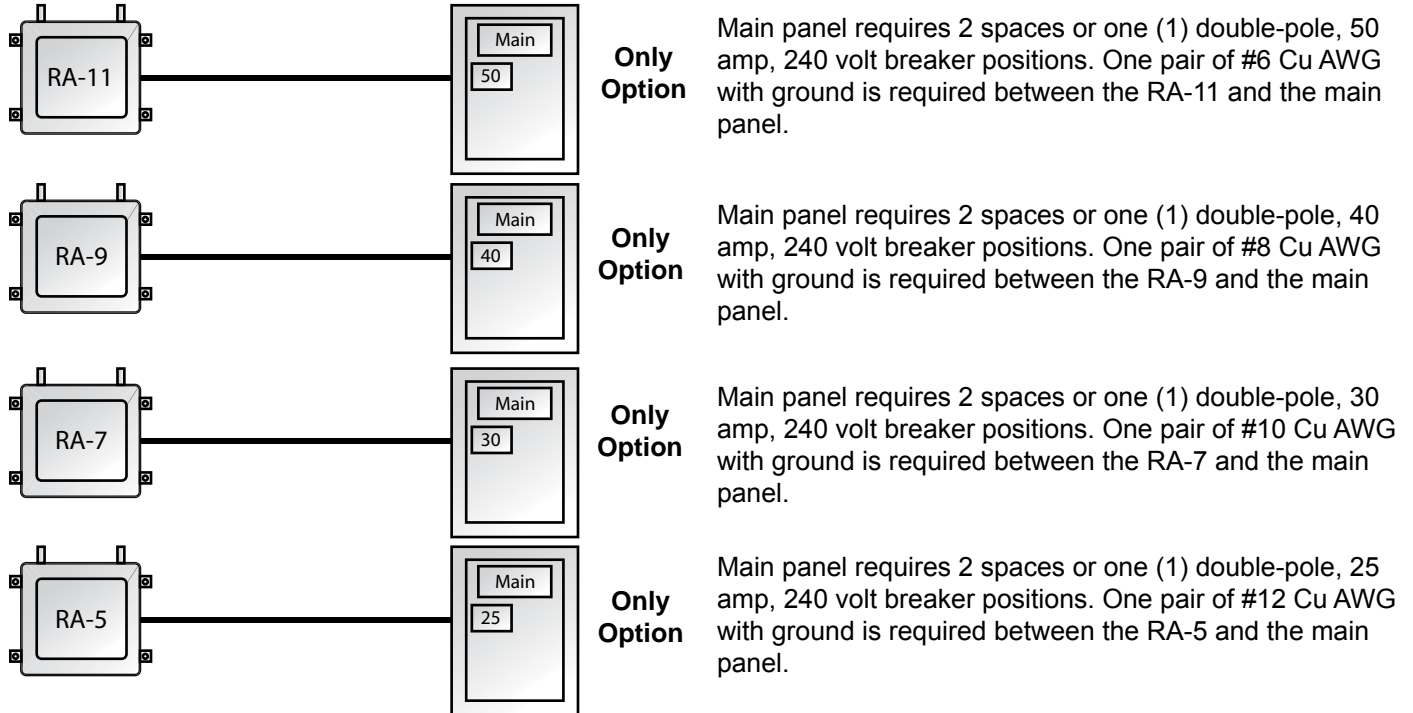 RA-11
Main
50
Only
Option
Main panel requires 2 spaces or one (1) double-pole, 50
amp, 240 volt breaker positions. One pair of #6 Cu AWG
with ground is required between the RA-11 and the main
panel.
RA-9
Main
40
Only
Option
Main panel requires 2 spaces or one (1) double-pole, 40
amp, 240 volt breaker positions. One pair of #8 Cu AWG
with ground is required between the RA-9 and the main
panel.
RA-7
Main
30
Only
Option
Main panel requires 2 spaces or one (1) double-pole, 30
amp, 240 volt breaker positions. One pair of #10 Cu AWG
with ground is required between the RA-7 and the main
panel.
RA-5
Main
25
Only
Option
Main panel requires 2 spaces or one (1) double-pole, 25
amp, 240 volt breaker positions. One pair of #12 Cu AWG
with ground is required between the RA-5 and the main
panel.